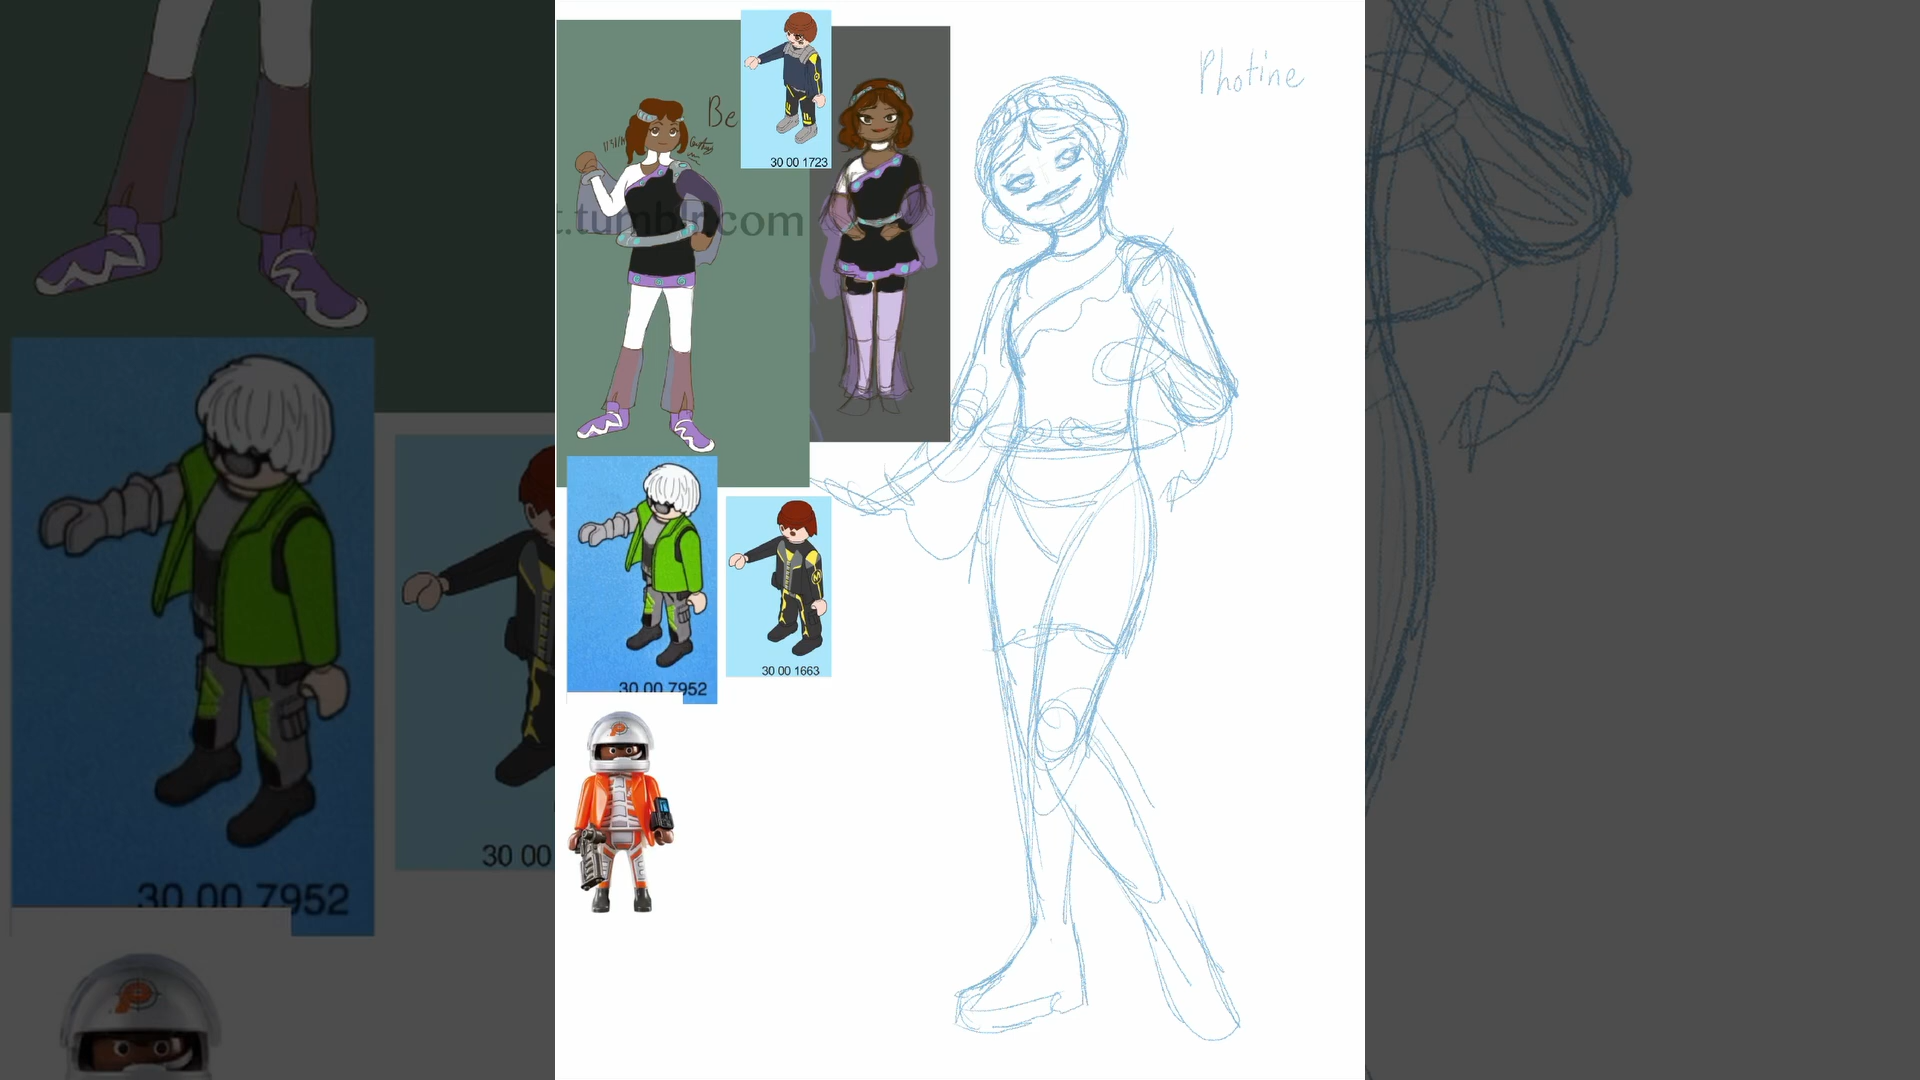 Photine
Be
30 00 1723
t.tumblr.com
30 00 7952
30 00 1663
30 00 7952
30 00